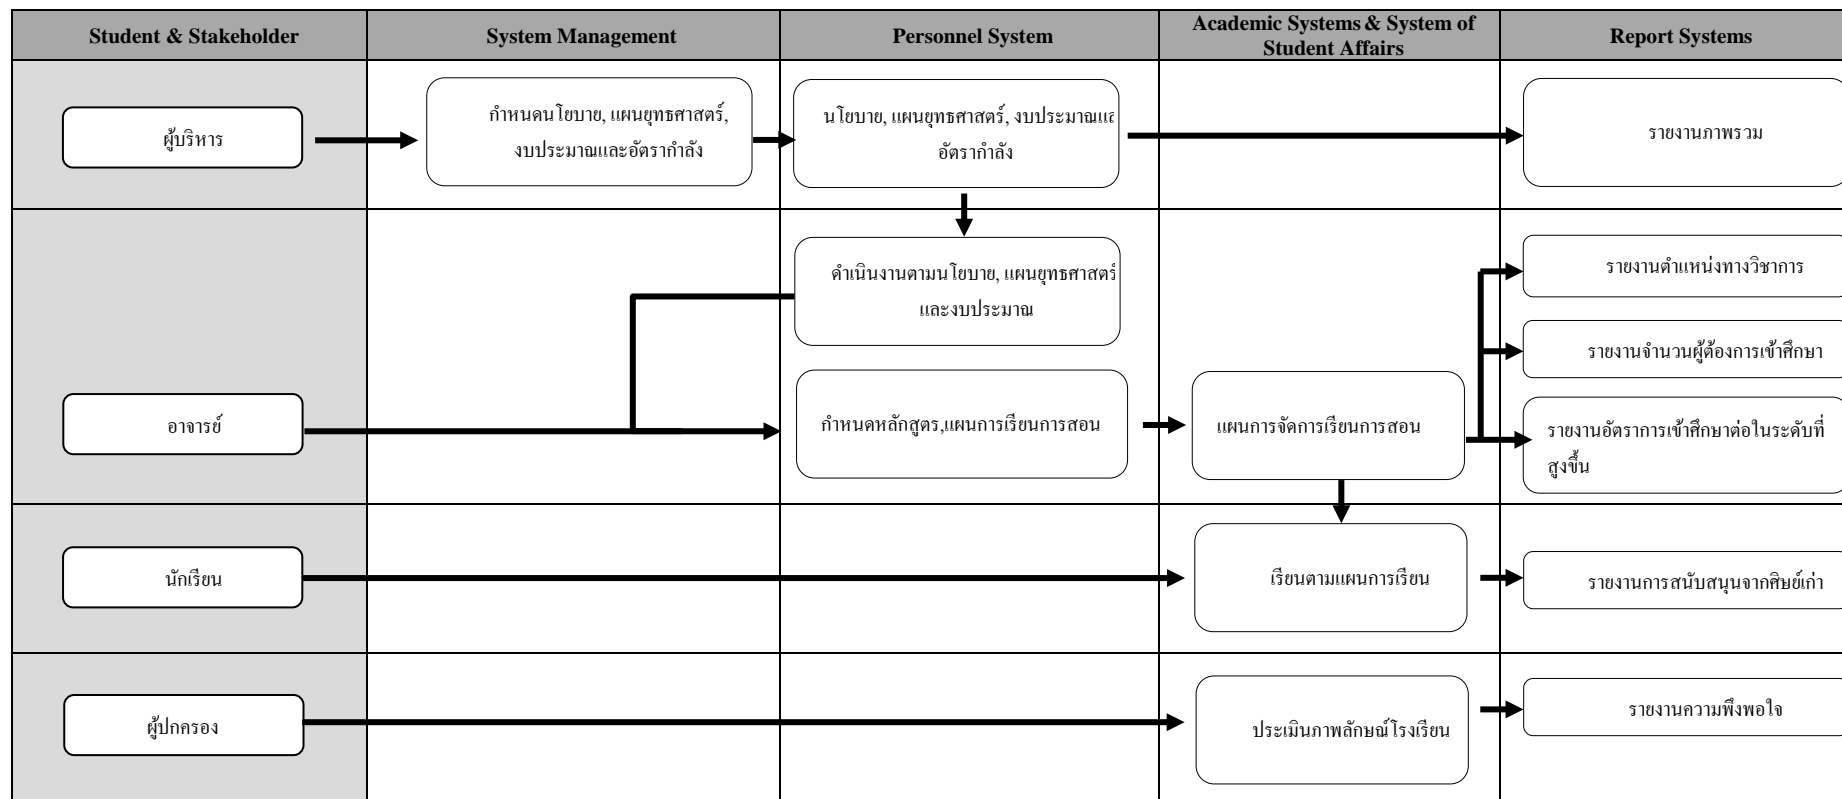 Student & Stakeholder
System Management
Personnel System
Academic Systems & System of
Student Affairs
Report Systems
ผู้บริหาร
กำหนดนโยบาย, แผนยุทธศาสตร์,
งบประมาณและอัตรากำลัง
นโยบาย, แผนยุทธศาสตร์, งบประมาณและ
อัตรากำลัง
รายงานภาพรวม
ดำเนินงานตามนโยบาย, แผนยุทธศาสตร์
และงบประมาณ
รายงานตำแหน่งทางวิชาการ
รายงานจำนวนผู้ต้องการเข้าศึกษา
อาจารย์
กำหนดหลักสูตร,แผนการเรียนการสอน
แผนการจัดการเรียนการสอน
รายงานอัตราการเข้าศึกษาต่อในระดับที่
สูงขึ้น
นักเรียน
เรียนตามแผนการเรียน
รายงานการสนับสนุนจากศิษย์เก่า
ผู้ปกครอง
ประเมินภาพลักษณ์โรงเรียน
รายงานความพึงพอใจ